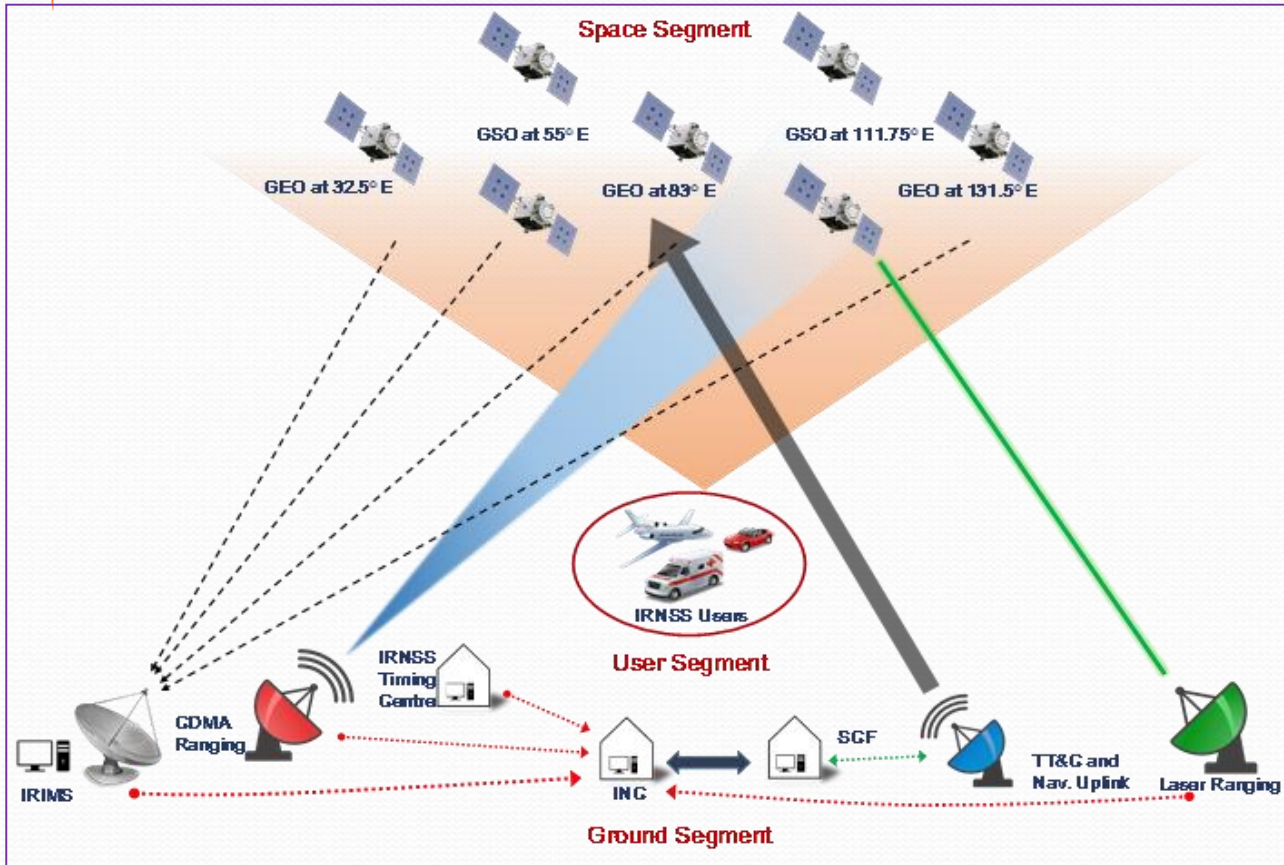 Space Segment
GSO at 55° E
GSO at 111.75° E
GEO at 32.5° E
GEO at 83° E
GEO at 131.5° E
IRNSS Users
User Segment
IRNSS
Timing
Centre
CDMA
Ranging
IRIMS
INC
SCF
TT&C and
Nav. Uplink
Laser Ranging
Ground Segment